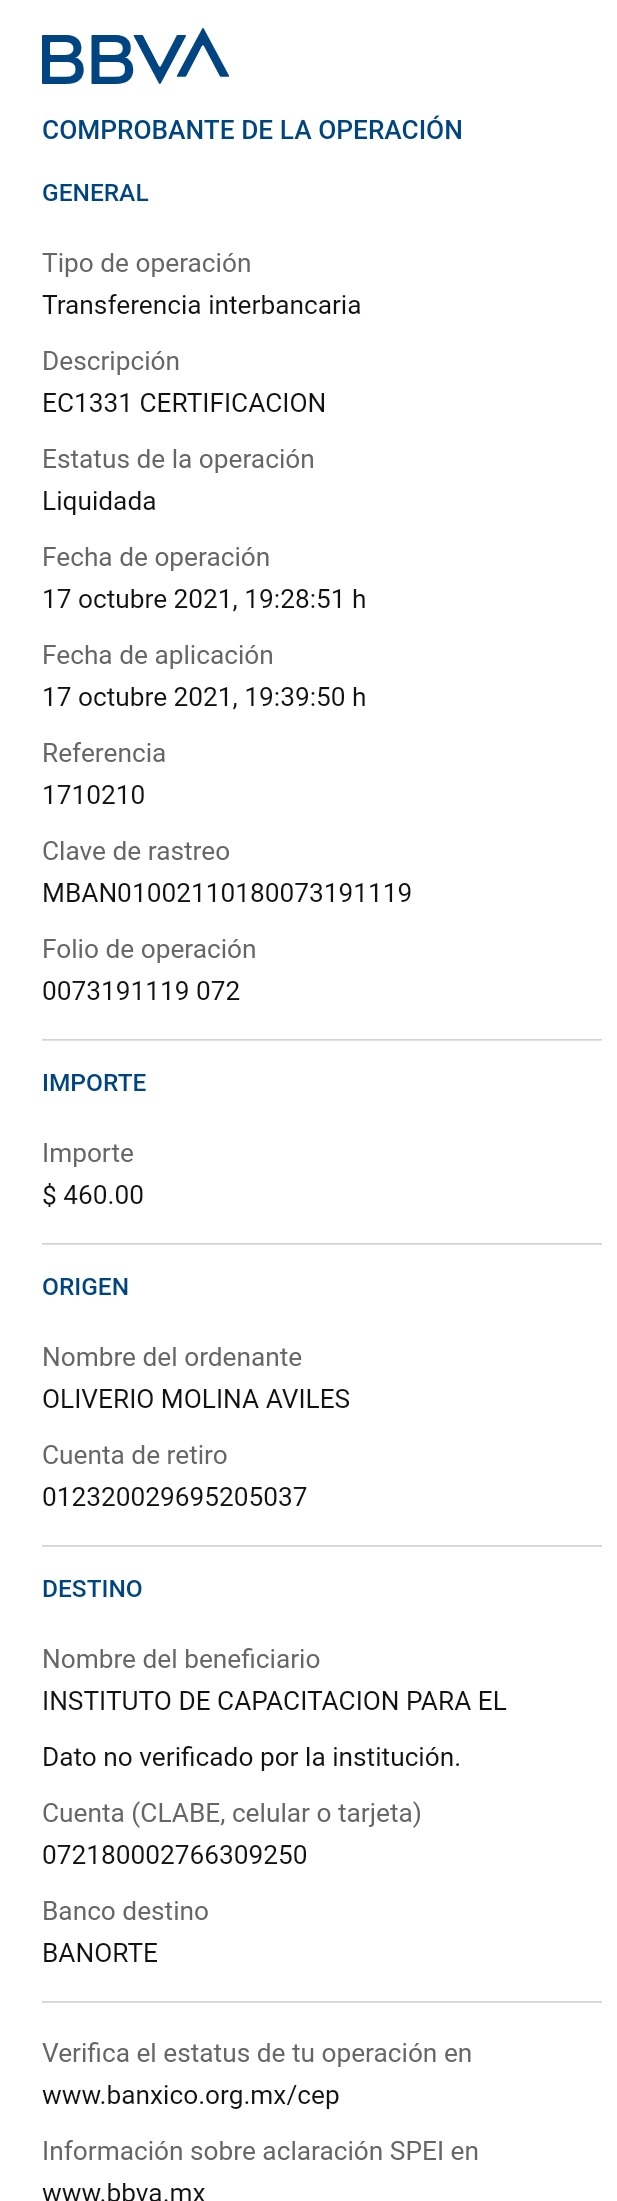 BBVA
COMPROBANTE DE LA OPERACIÓN
GENERAL
Tipo de operación
Transferencia interbancaria
Descripción
EC1331 CERTIFICACION
Estatus de la operación
Liquidada
Fecha de operación
17 octubre 2021, 19:28:51 h
Fecha de aplicación
17 octubre 2021, 19:39:50 h
Referencia
1710210
Clave de rastreo
MBAN01002110180073191119
Folio de operación
0073191119 072
IMPORTE
Importe
$ 460.00
ORIGEN
Nombre del ordenante
OLIVERIO MOLINA AVILES
Cuenta de retiro
012320029695205037
DESTINO
Nombre del beneficiario
INSTITUTO DE CAPACITACION PARA EL
Dato no verificado por la institución.
Cuenta (CLABE, celular o tarjeta)
072180002766309250
Banco destino
BANORTE
Verifica el estatus de tu operación en
www.banxico.org.mx/cep
Información sobre aclaración SPEI en
www.bbva.mx